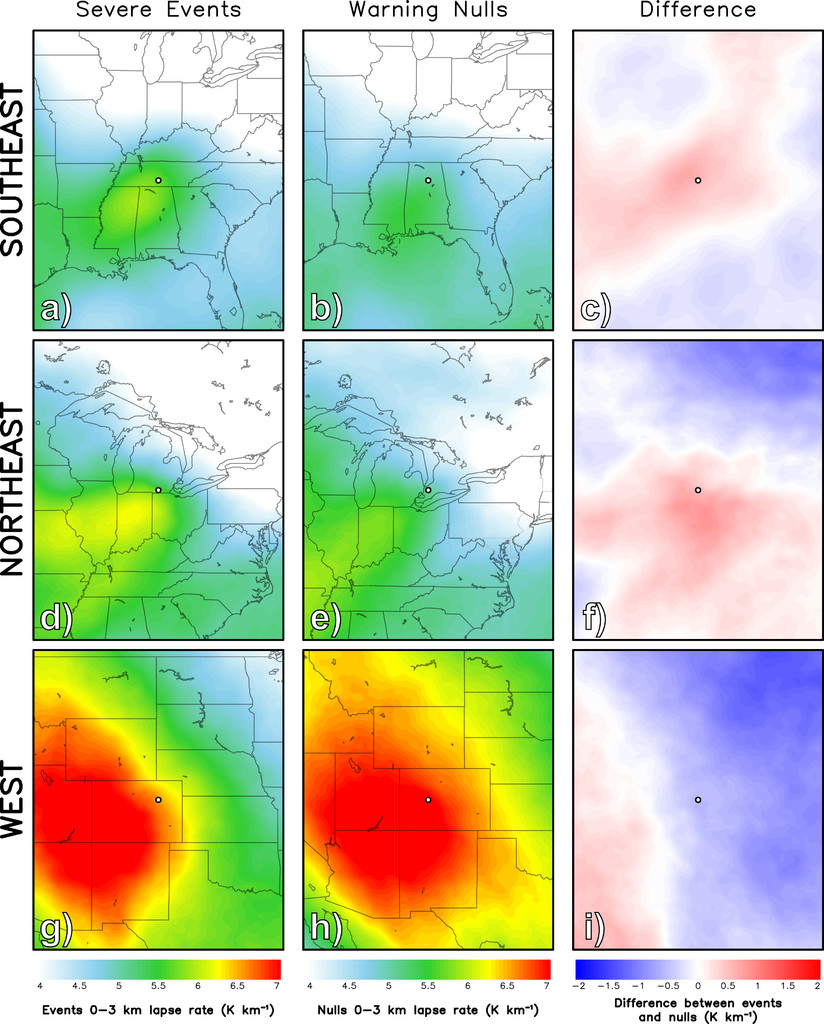 Severe Events
Warning Nulls
Difference
SOUTHEAST
a)
b)
c)
NORTHEAST
d)
e)
f)
WEST
g)
h)
i)
4 4.5 5 5.5 6 6.5 7
4 4.5 5 5.5 6 6.5 7
−2 −1.5 −1 −0.5 0 0.5 1 1.5 2
Events 0−3 km lapse rate (K km⁻¹)
Nulls 0−3 km lapse rate (K km⁻¹)
Difference between events
and nulls (K km⁻¹)